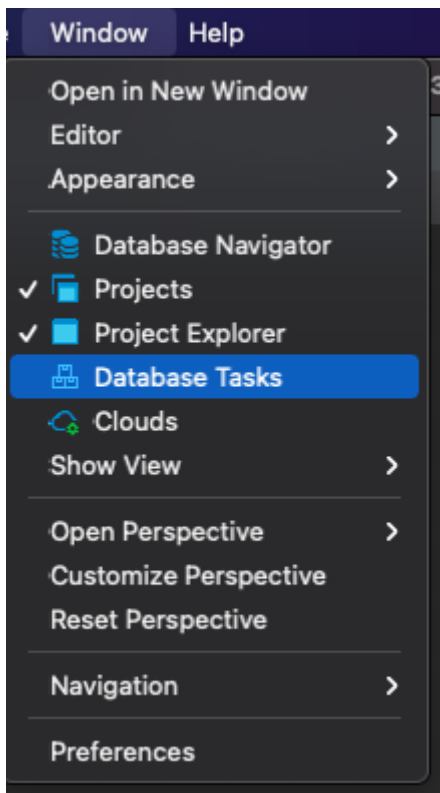 Window Help
Open in New Window
Editor
Appearance
Database Navigator
Projects
Project Explorer
Database Tasks
Clouds
Show View
Open Perspective
Customize Perspective
Reset Perspective
Navigation
Preferences